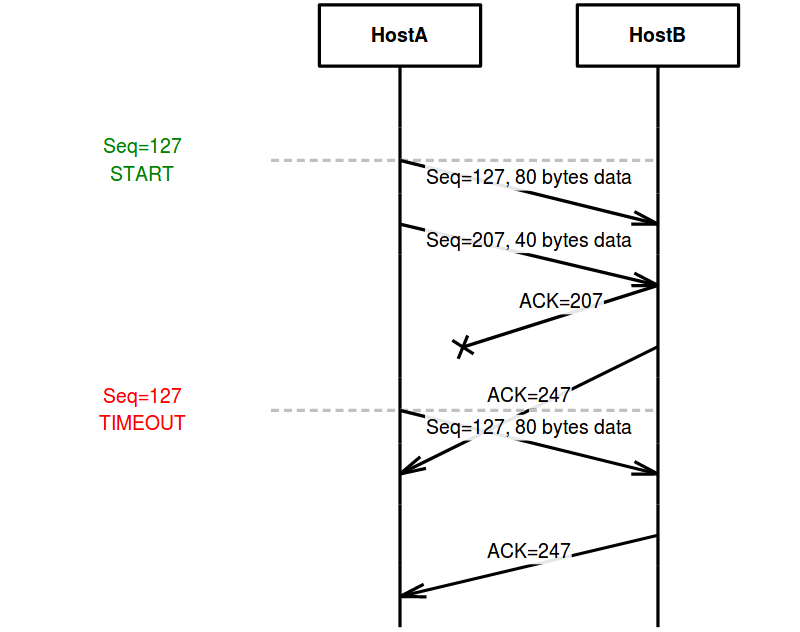 HostA
HostB
Seq=127
START
Seq=127, 80 bytes data
Seq=207, 40 bytes data
ACK=207
ACK=247
Seq=127
TIMEOUT
Seq=127, 80 bytes data
ACK=247